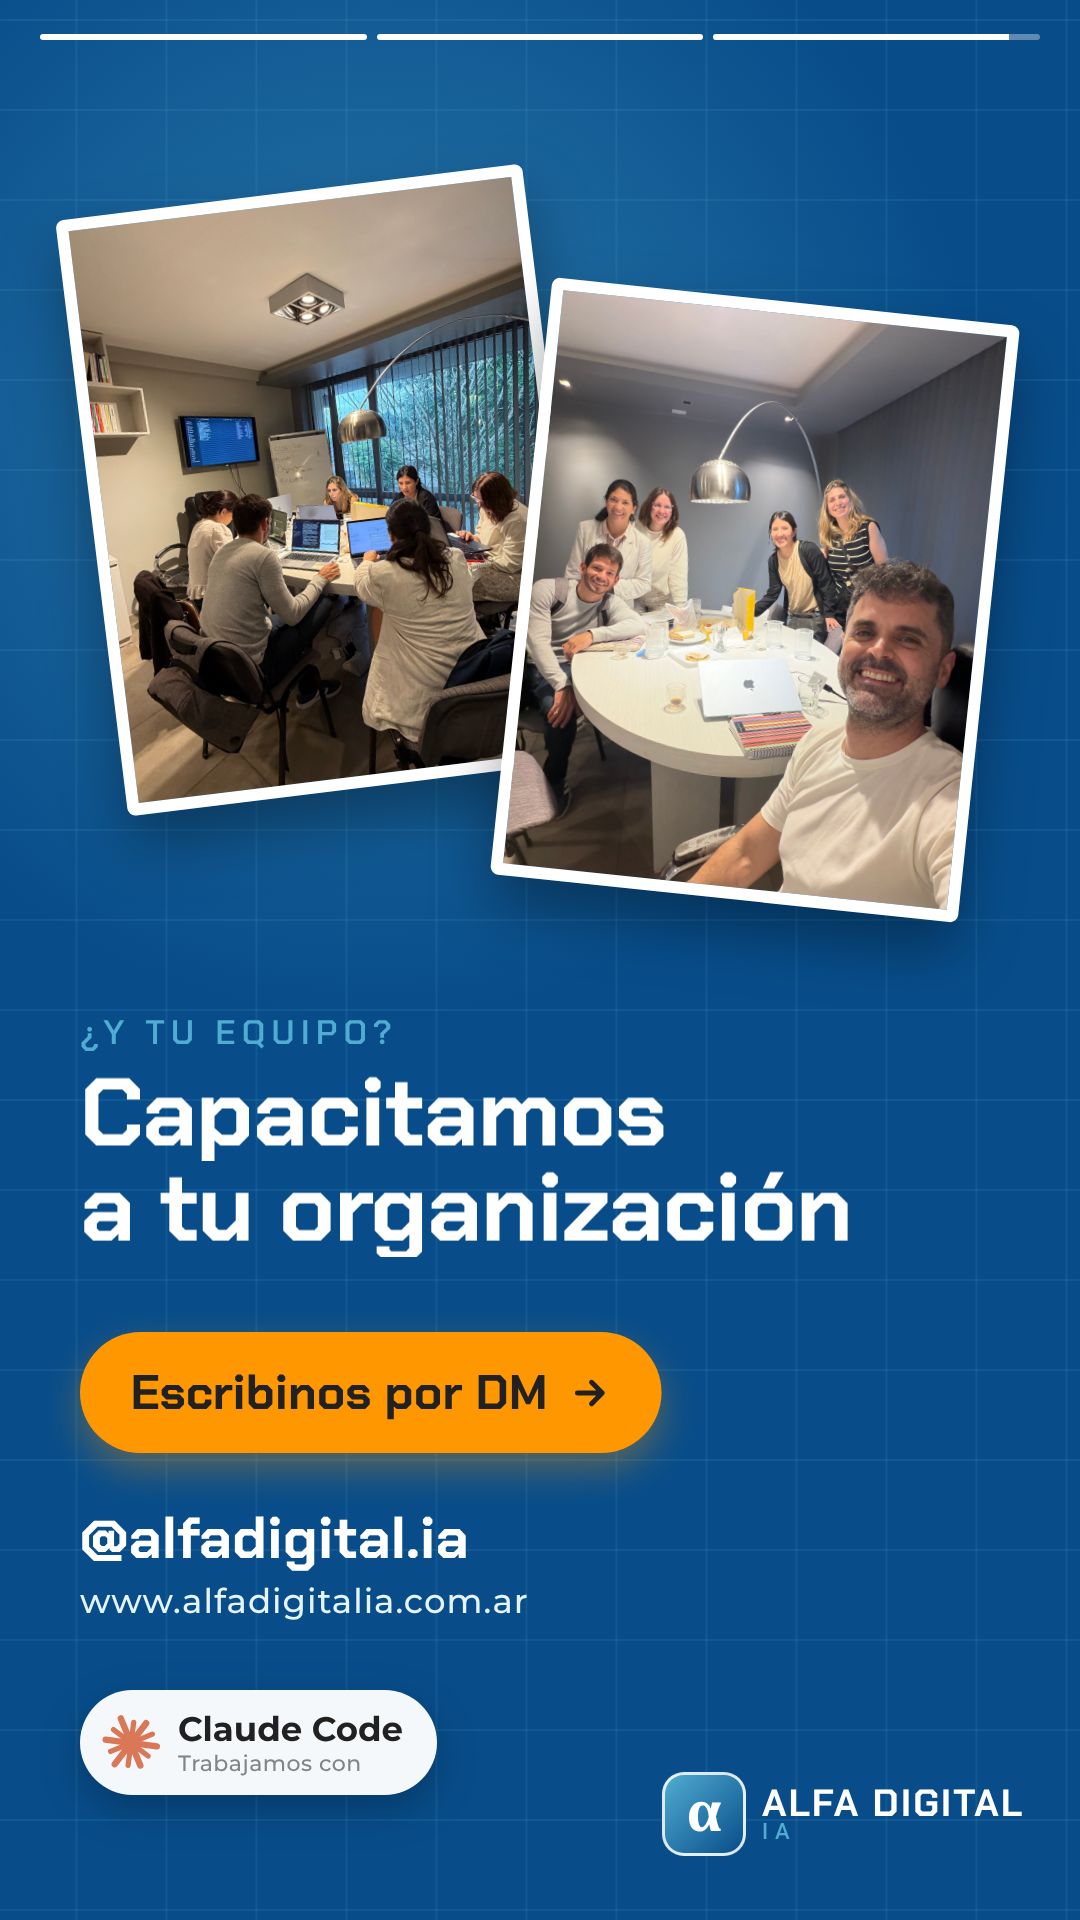 ¿Y TU EQUIPO?
Capacitamos
a tu organización
Escribinos por DM →
@alfadigital.ia
www.alfadigitalia.com.ar
Claude Code
Trabajamos con
α ALFA DIGITAL
IA